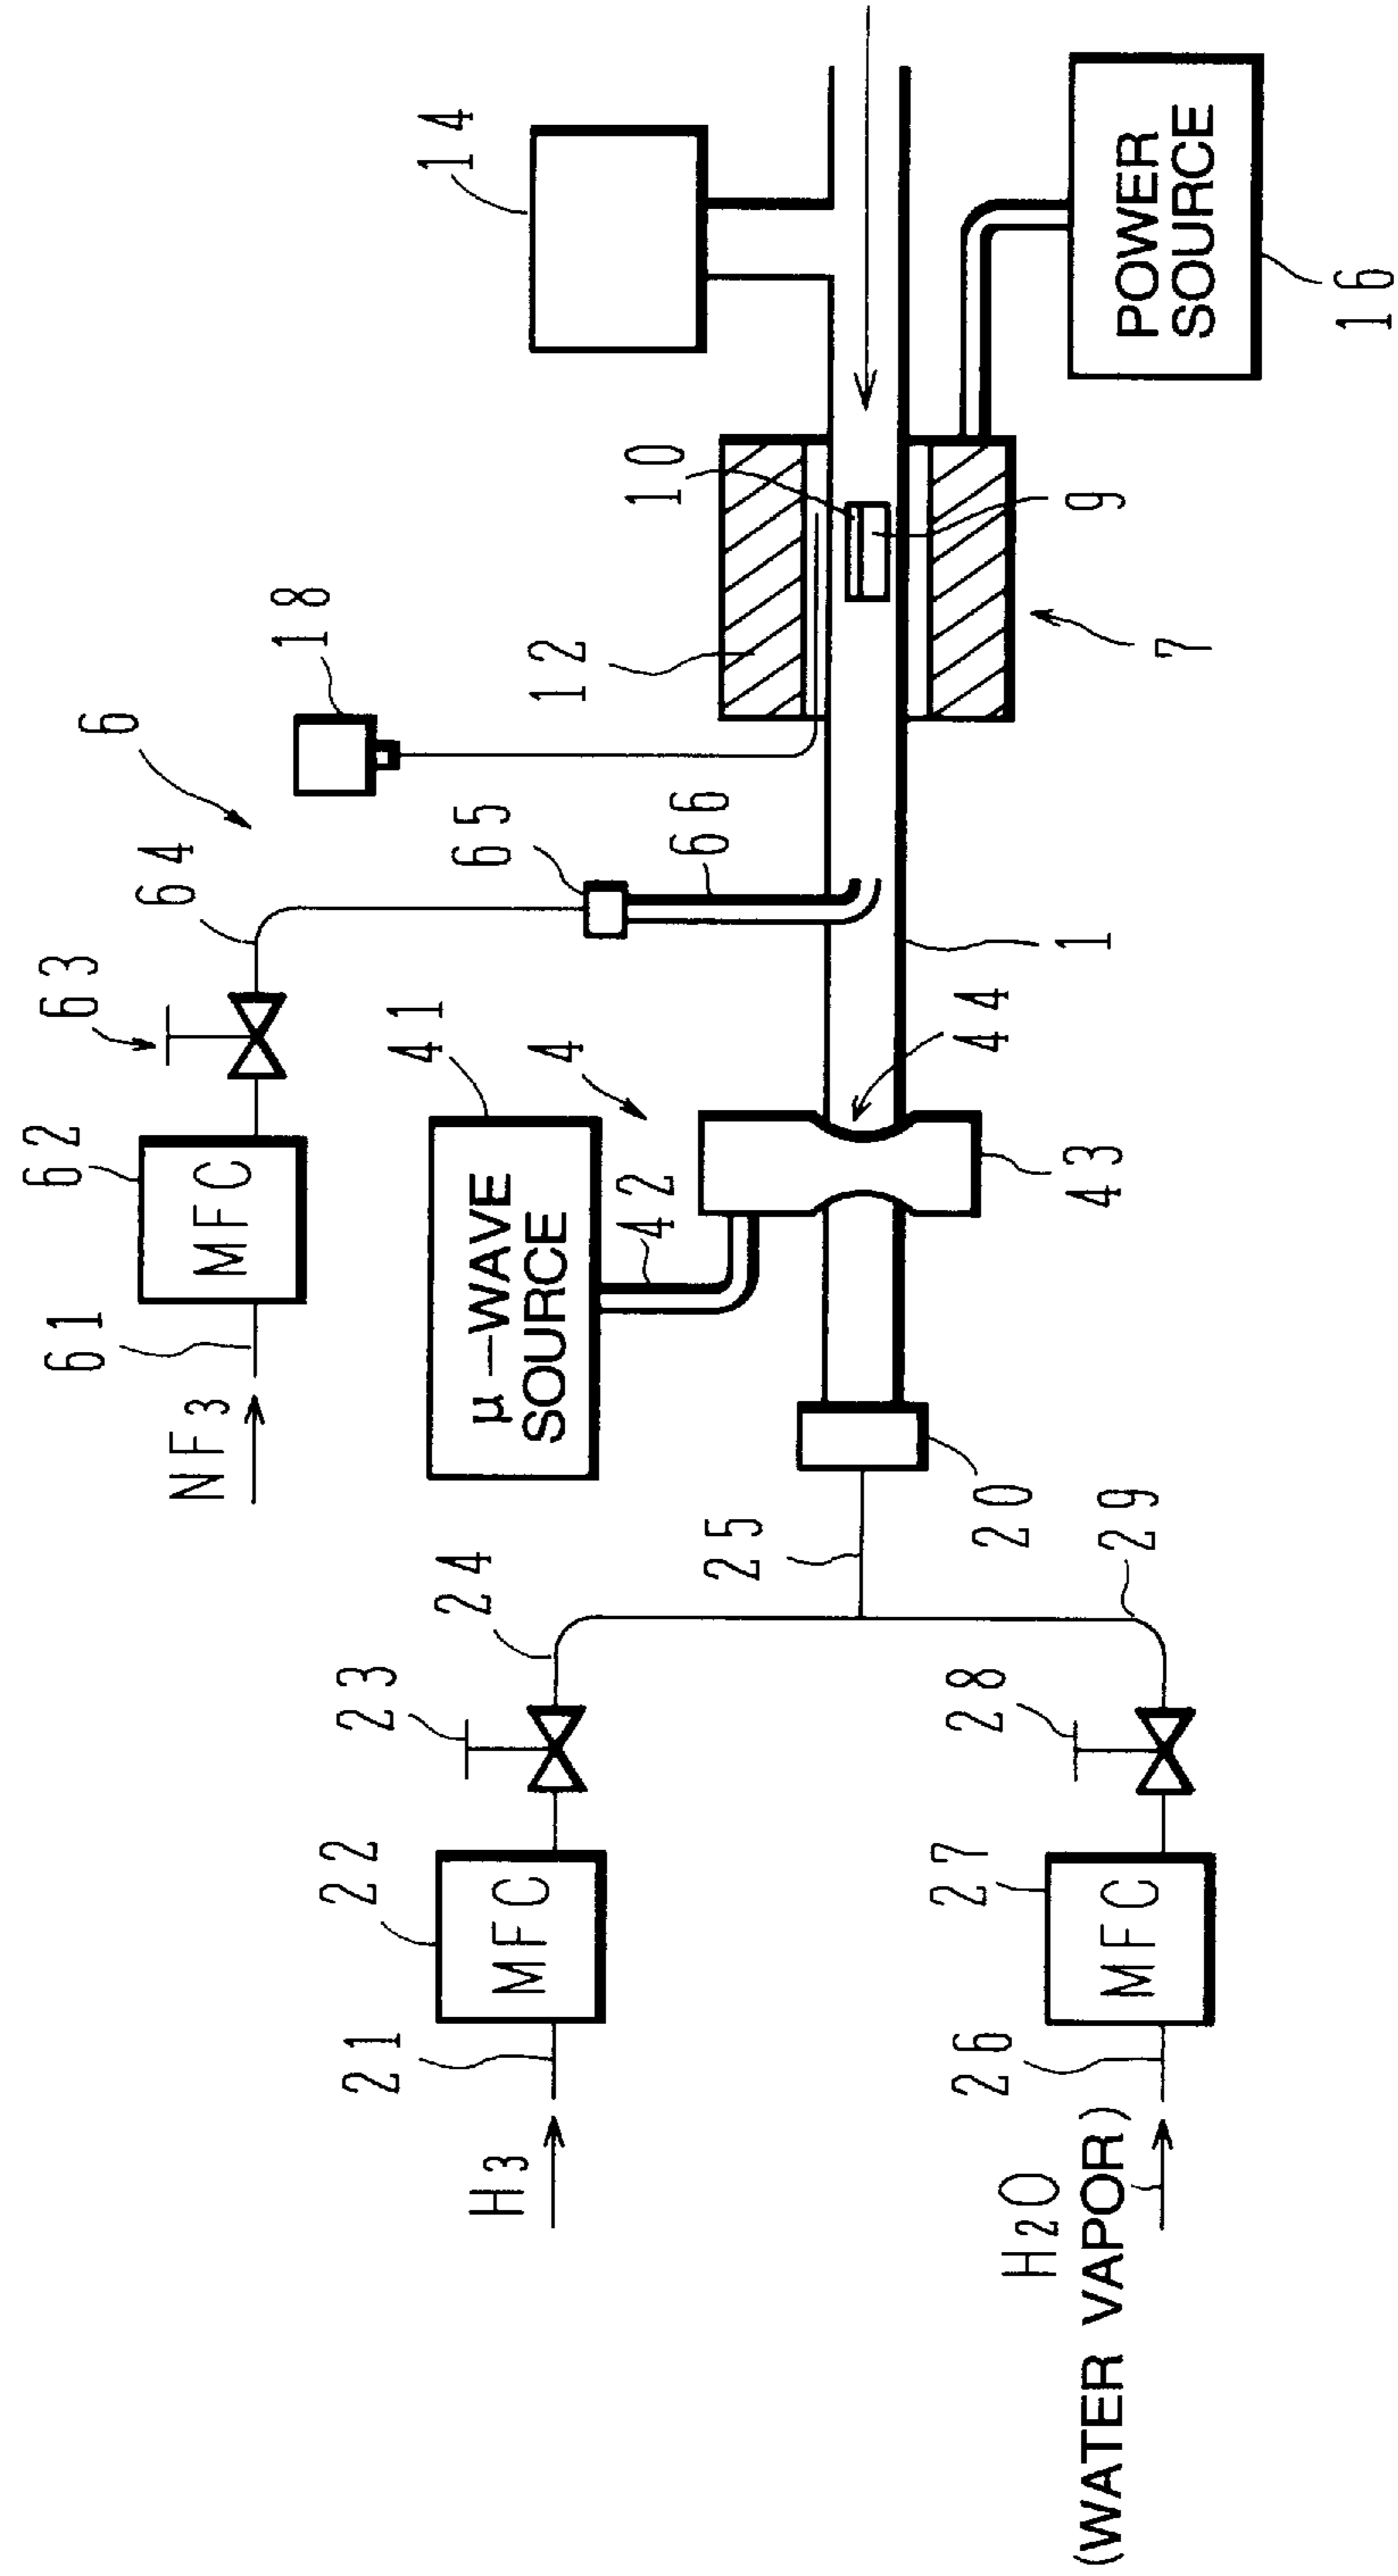 61
62
63
64
6
NF3
MFC
18
21
22
23
24
41
65
14
H3
MFC
μ-WAVE
SOURCE
4
12
10
42
66
25
26
27
28
20
44
1
9
H2O
(WATER VAPOR)
MFC
29
43
7
POWER
SOURCE
16